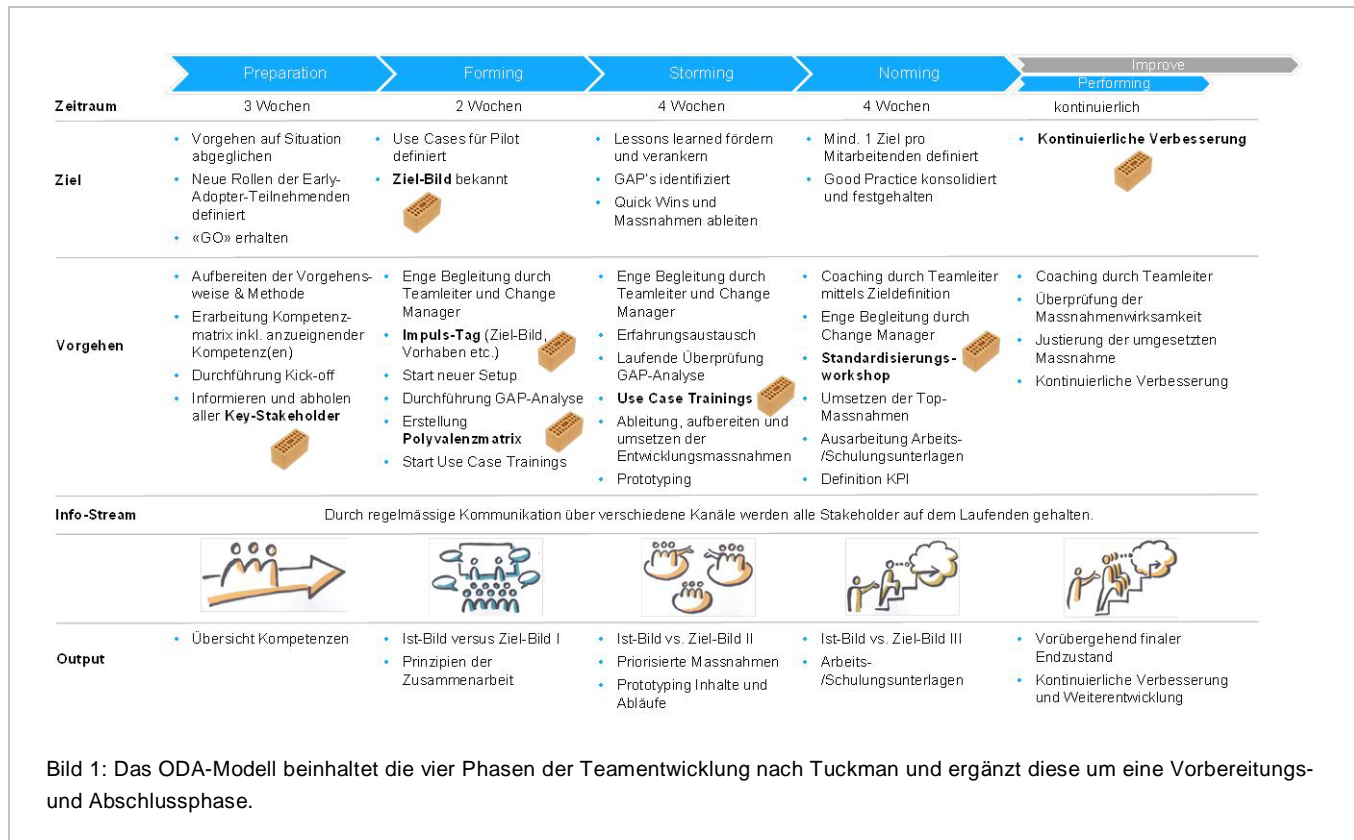 Preparation
Forming
Storming
Norming
Improve
Performing
Zeitraum
3 Wochen
2 Wochen
4 Wochen
4 Wochen
kontinuierlich
Ziel
• Vorgehen auf Situation
abgeglichen
• Neue Rollen der Early-
Adopter-Teilnehmenden
definiert
• «GO» erhalten
• Use Cases für Pilot
definiert
• Ziel-Bild bekannt
• Lessons learned fördern
und verankern
• GAP's identifiziert
• Quick Wins und
Massnahmen ableiten
• Mind. 1 Ziel pro
Mitarbeitenden definiert
• Good Practice konsolidiert
und festgehalten
• Kontinuierliche Verbesserung
Vorgehen
• Aufbereiten der Vorgehens-
weise & Methode
• Erarbeitung Kompetenz-
matrix inkl. anzueignender
Kompetenz(en)
• Durchführung Kick-off
• Informieren und abholen
aller Key-Stakeholder
• Enge Begleitung durch
Teamleiter und Change
Manager
• Impuls-Tag (Ziel-Bild,
Vorhaben etc.)
• Start neuer Setup
• Durchführung GAP-Analyse
• Erstellung
Polyvalenzmatrix
• Start Use Case Trainings
• Enge Begleitung durch
Teamleiter und Change
Manager
• Erfahrungsaustausch
• Laufende Überprüfung
GAP-Analyse
• Use Case Trainings
• Ableitung, aufbereiten und
umsetzen der
Entwicklungsmassnahmen
• Prototyping
• Coaching durch Teamleiter
mittels Zieldefinition
• Enge Begleitung durch
Change Manager
• Standardisierungs-
workshop
• Umsetzen der Top-
Massnahmen
• Ausarbeitung Arbeits-
/Schulungsunterlagen
• Definition KPI
• Coaching durch Teamleiter
• Überprüfung der
Massnahmenwirksamkeit
• Justierung der umgesetzten
Massnahme
• Kontinuierliche Verbesserung
Info-Stream
Durch regelmässige Kommunikation über verschiedene Kanäle werden alle Stakeholder auf dem Laufenden gehalten.
Output
• Übersicht Kompetenzen
• Ist-Bild versus Ziel-Bild I
• Prinzipien der
Zusammenarbeit
• Ist-Bild vs. Ziel-Bild II
• Priorisierte Massnahmen
• Prototyping Inhalte und
Abläufe
• Ist-Bild vs. Ziel-Bild III
• Arbeits-
/Schulungsunterlagen
• Vorübergehend finaler
Endzustand
• Kontinuierliche Verbesserung
und Weiterentwicklung
Bild 1: Das ODA-Modell beinhaltet die vier Phasen der Teamentwicklung nach Tuckman und ergänzt diese um eine Vorbereitungs-
und Abschlussphase.